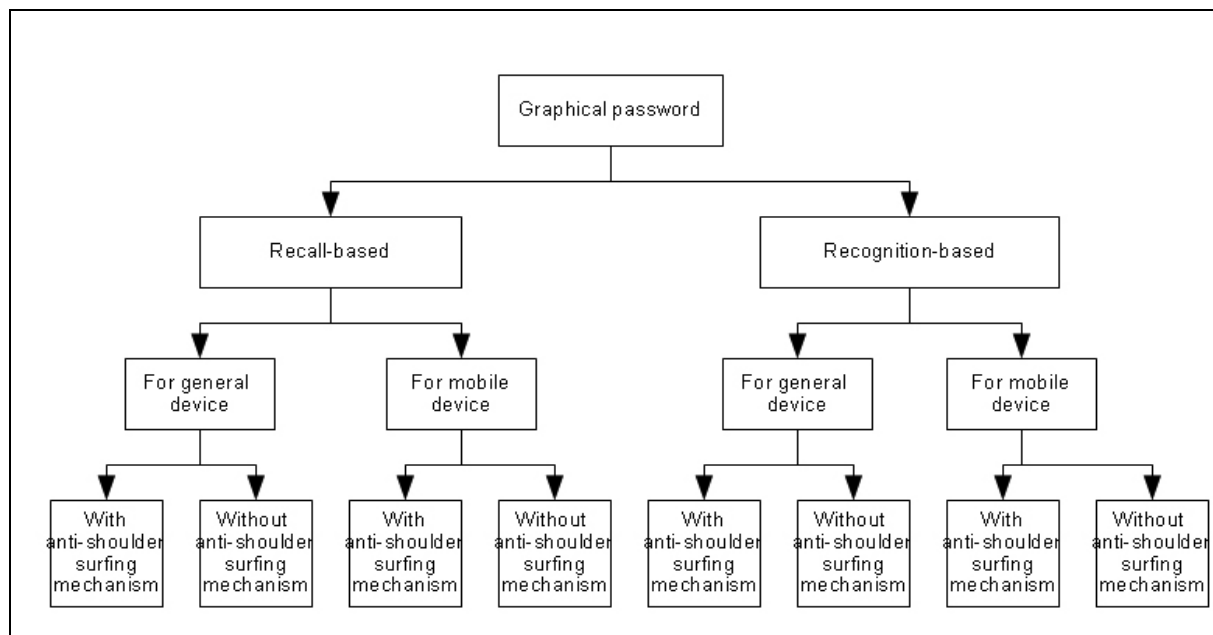 Graphical password
Recall-based
Recognition-based
For general
device
For mobile
device
For general
device
For mobile
device
With
anti-shoulder
surfing
mechanism
Without
anti-shoulder
surfing
mechanism
With
anti-shoulder
surfing
mechanism
Without
anti-shoulder
surfing
mechanism
With
anti-shoulder
surfing
mechanism
Without
anti-shoulder
surfing
mechanism
With
anti-shoulder
surfing
mechanism
Without
anti-shoulder
surfing
mechanism